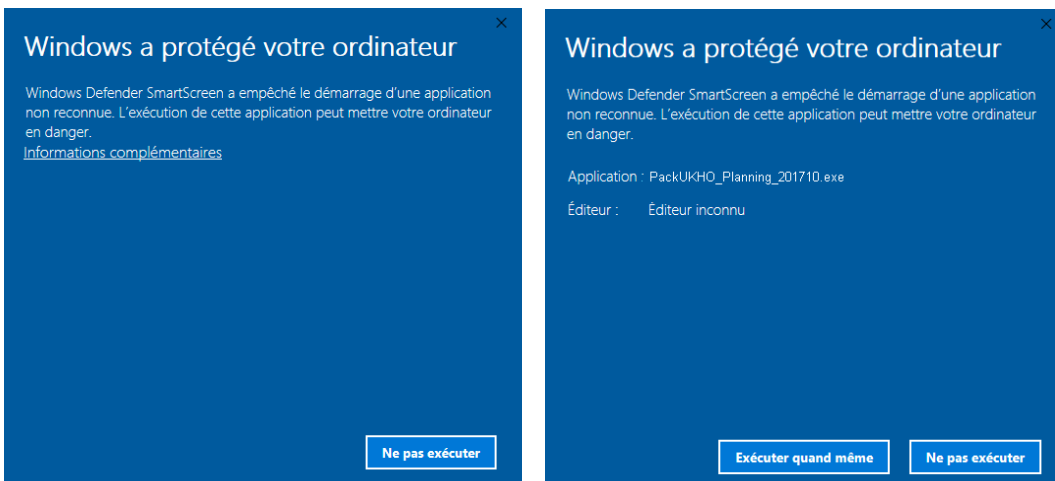 Windows a protégé votre ordinateur
Windows Defender SmartScreen a empêché le démarrage d'une application
non reconnue. L'exécution de cette application peut mettre votre ordinateur
en danger.
Informations complémentaires
Ne pas exécuter
Windows a protégé votre ordinateur
Windows Defender SmartScreen a empêché le démarrage d'une application
non reconnue. L'exécution de cette application peut mettre votre ordinateur
en danger.
Application : PackUKHO_Planning_201710.exe
Éditeur : Éditeur inconnu
Exécuter quand même Ne pas exécuter